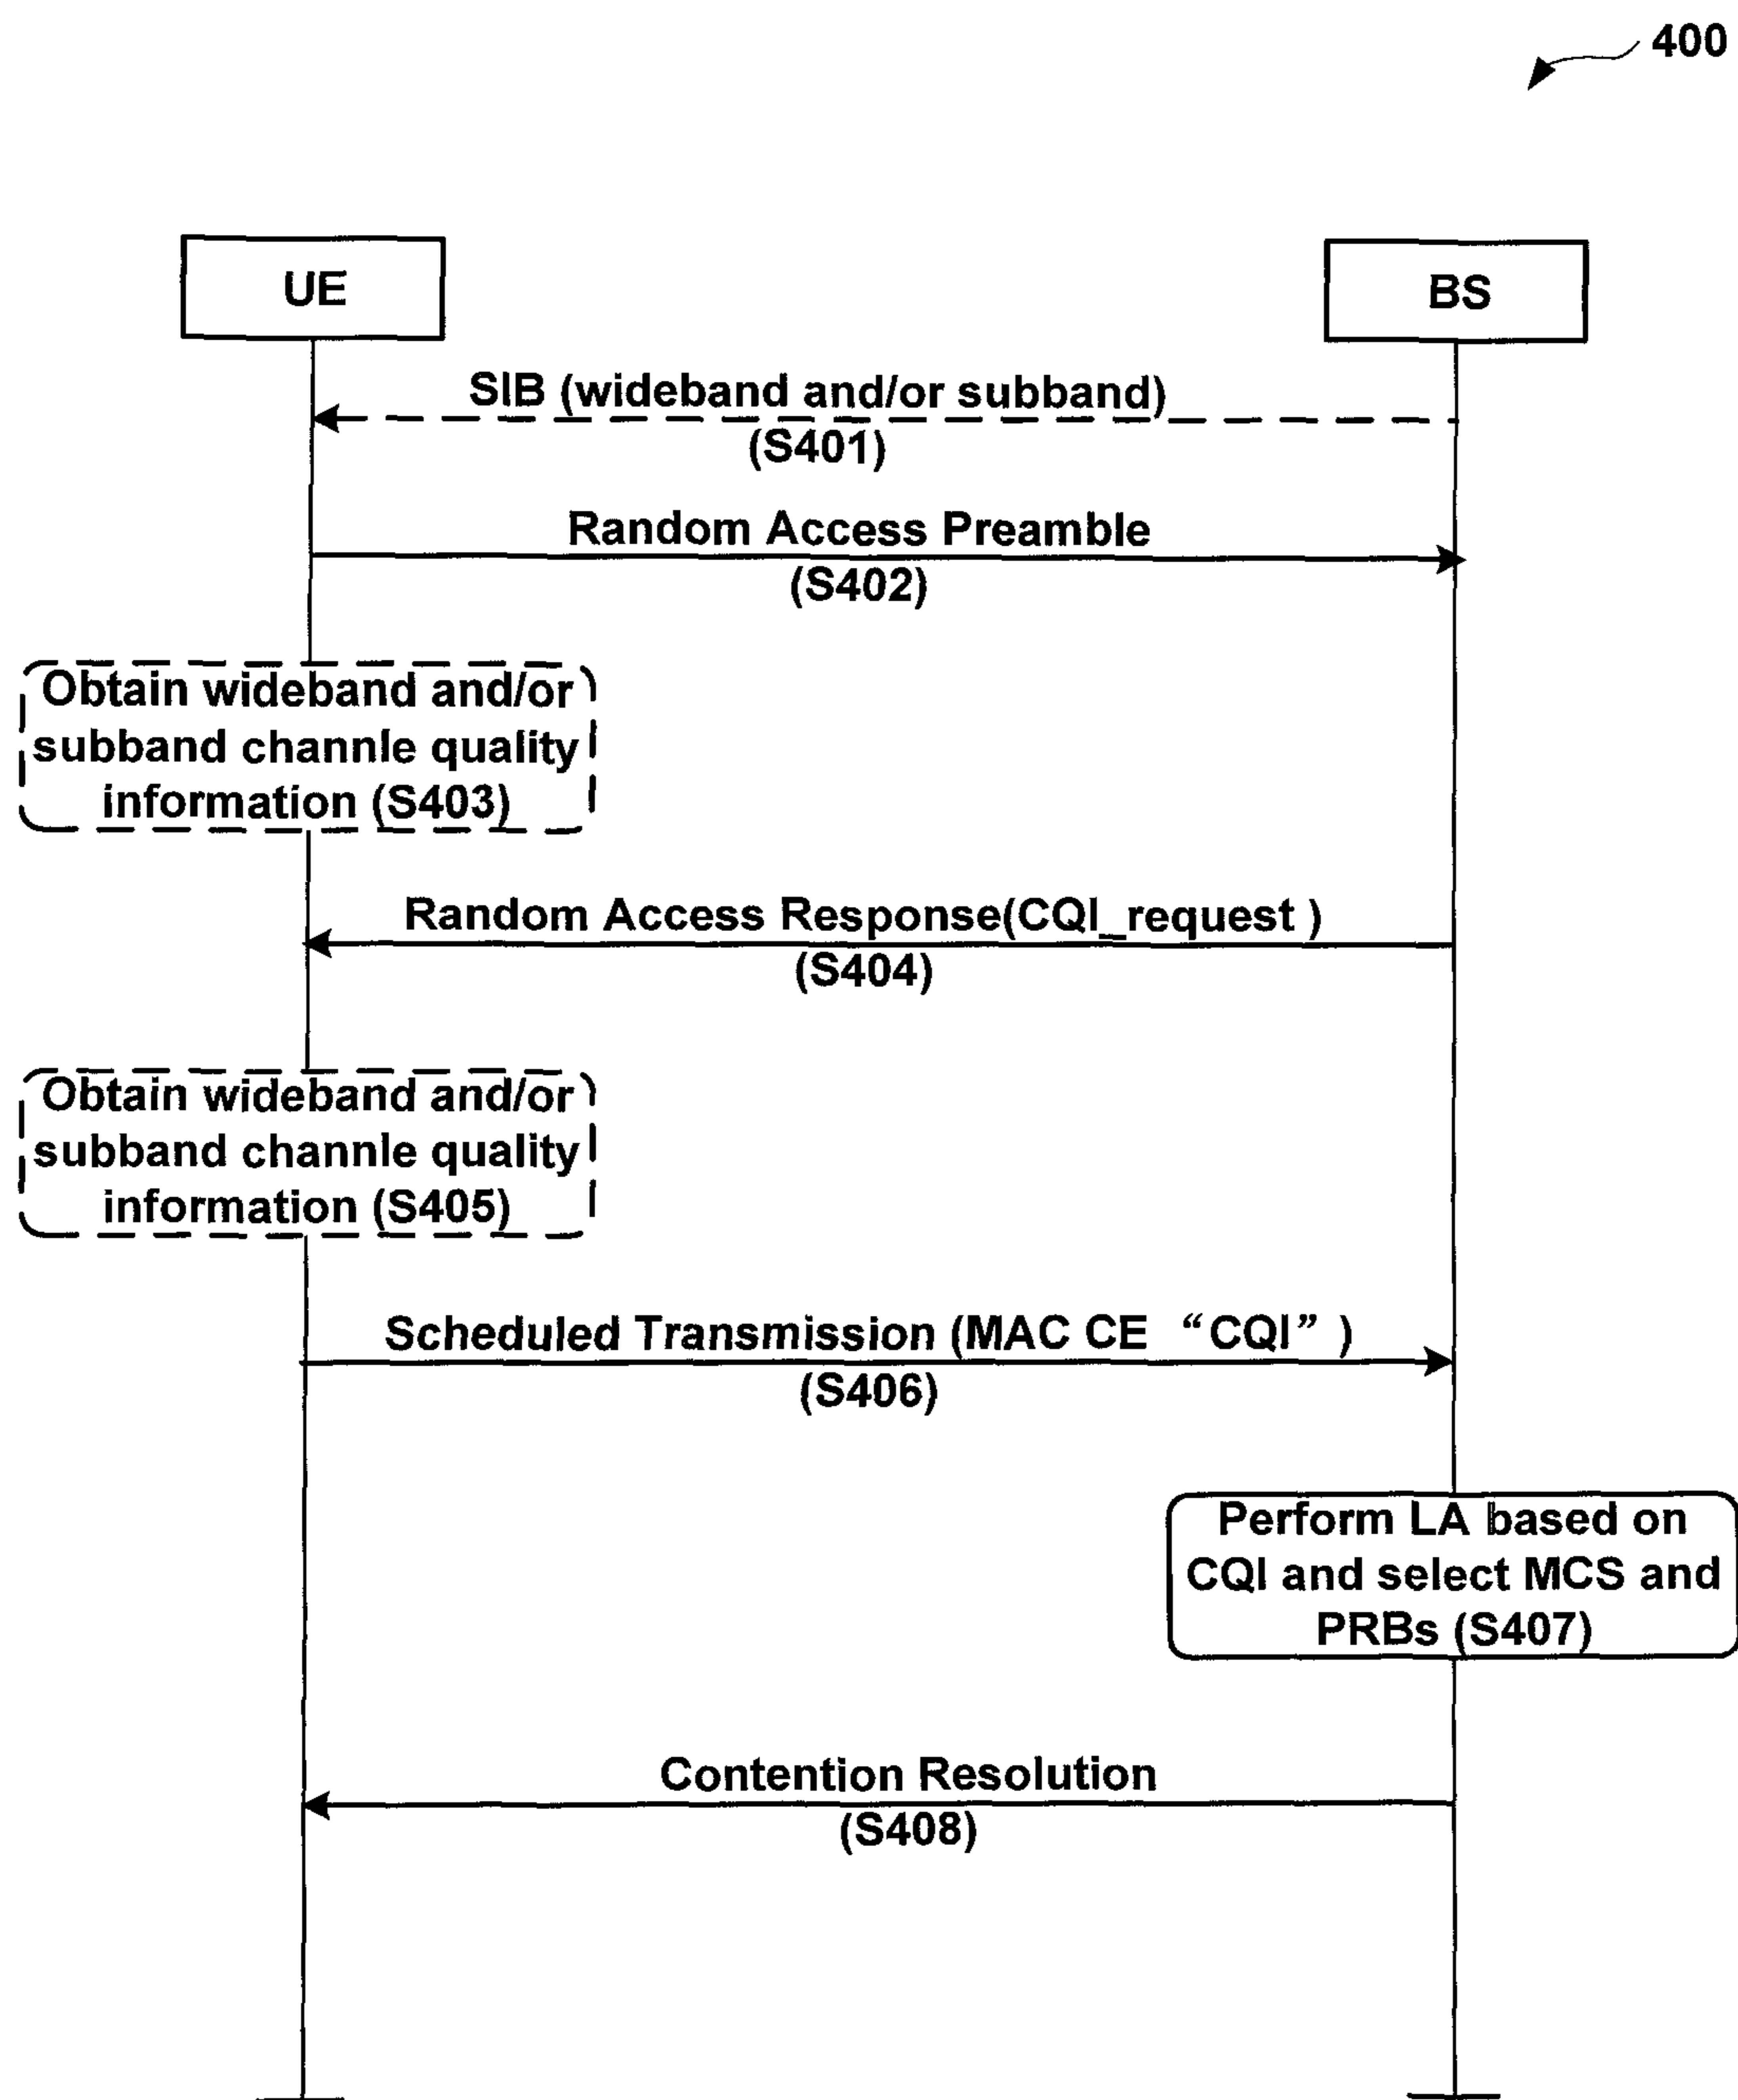 400
UE
BS
SIB (wideband and/or subband)
(S401)
Random Access Preamble
(S402)
Obtain wideband and/or
subband channle quality
information (S403)
Random Access Response(CQI_request )
(S404)
Obtain wideband and/or
subband channle quality
information (S405)
Scheduled Transmission (MAC CE “CQI” )
(S406)
Perform LA based on
CQI and select MCS and
PRBs (S407)
Contention Resolution
(S408)